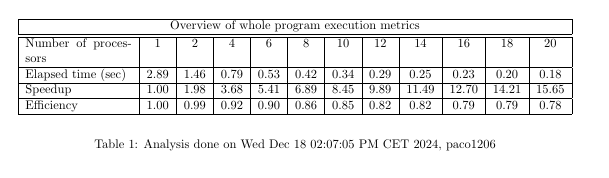 Overview of whole program execution metrics
Number of proces- 1 2 4 6 8 10 12 14 16 18 20
sors
Elapsed time (sec) 2.89 1.46 0.79 0.53 0.42 0.34 0.29 0.25 0.23 0.20 0.18
Speedup 1.00 1.98 3.68 5.41 6.89 8.45 9.89 11.49 12.70 14.21 15.65
Efficiency 1.00 0.99 0.92 0.90 0.86 0.85 0.82 0.82 0.79 0.79 0.78
Table 1: Analysis done on Wed Dec 18 02:07:05 PM CET 2024, paco1206